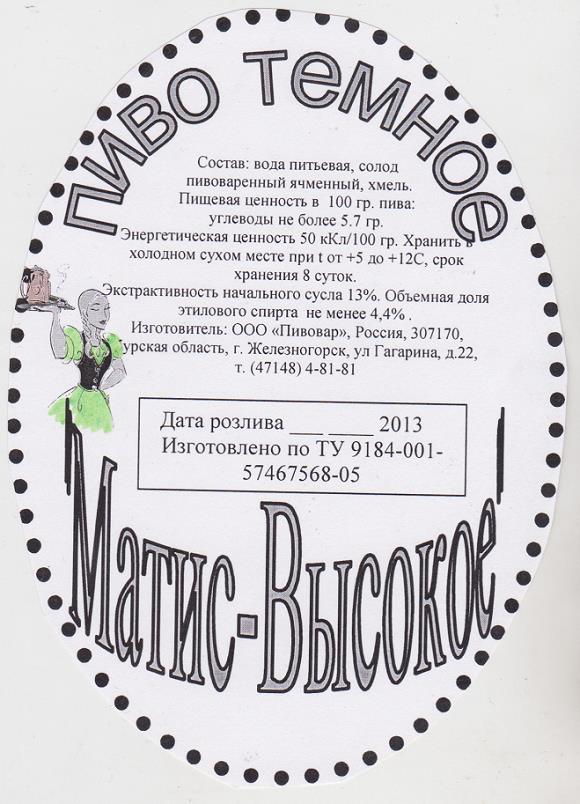 пиво темное
Состав: вода питьевая, солод
пивоваренный ячменный, хмель.
Пищевая ценность в 100 гр. пива:
углеводы не более 5.7 гр.
Энергетическая ценность 50 кКл/100 гр. Хранить в
холодном сухом месте при t от +5 до +12С, срок
хранения 8 суток.
Экстрактивность начального сусла 13%. Объемная доля
этилового спирта не менее 4,4% .
Изготовитель: ООО «Пивовар», Россия, 307170,
урская область, г. Железногорск, ул Гагарина, д.22,
т. (47148) 4-81-81
Дата розлива ___ ____ 2013
Изготовлено по ТУ 9184-001-
57467568-05
"Матис-Высокое"